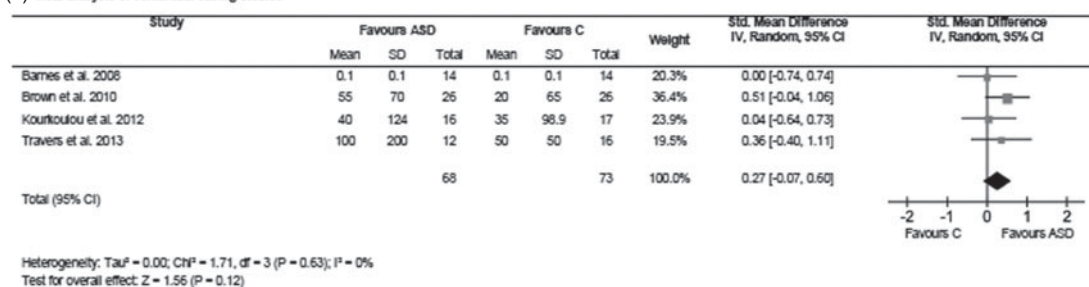 Study Favours ASD Favours C Weight Std. Mean Difference IV, Random, 95% CI Std. Mean Difference IV, Random, 95% CI
Mean SD Total Mean SD Total
Barnes et al. 2008 0.1 0.1 14 0.1 0.1 14 20.3% 0.00 [-0.74, 0.74]
Brown et al. 2010 55 70 26 20 65 26 36.4% 0.51 [-0.04, 1.06]
Kourkoulou et al. 2012 40 124 16 35 98.9 17 23.9% 0.04 [-0.64, 0.73]
Travers et al. 2013 100 200 12 50 50 16 19.5% 0.36 [-0.40, 1.11]
68 73 100.0% 0.27 [-0.07, 0.60]
Total (95% CI)
-2 -1 0 1 2
Favours C Favours ASD
Heterogeneity: Tau² = 0.00; Chi² = 1.71, df = 3 (P = 0.63); I² = 0%
Test for overall effect: Z = 1.56 (P = 0.12)